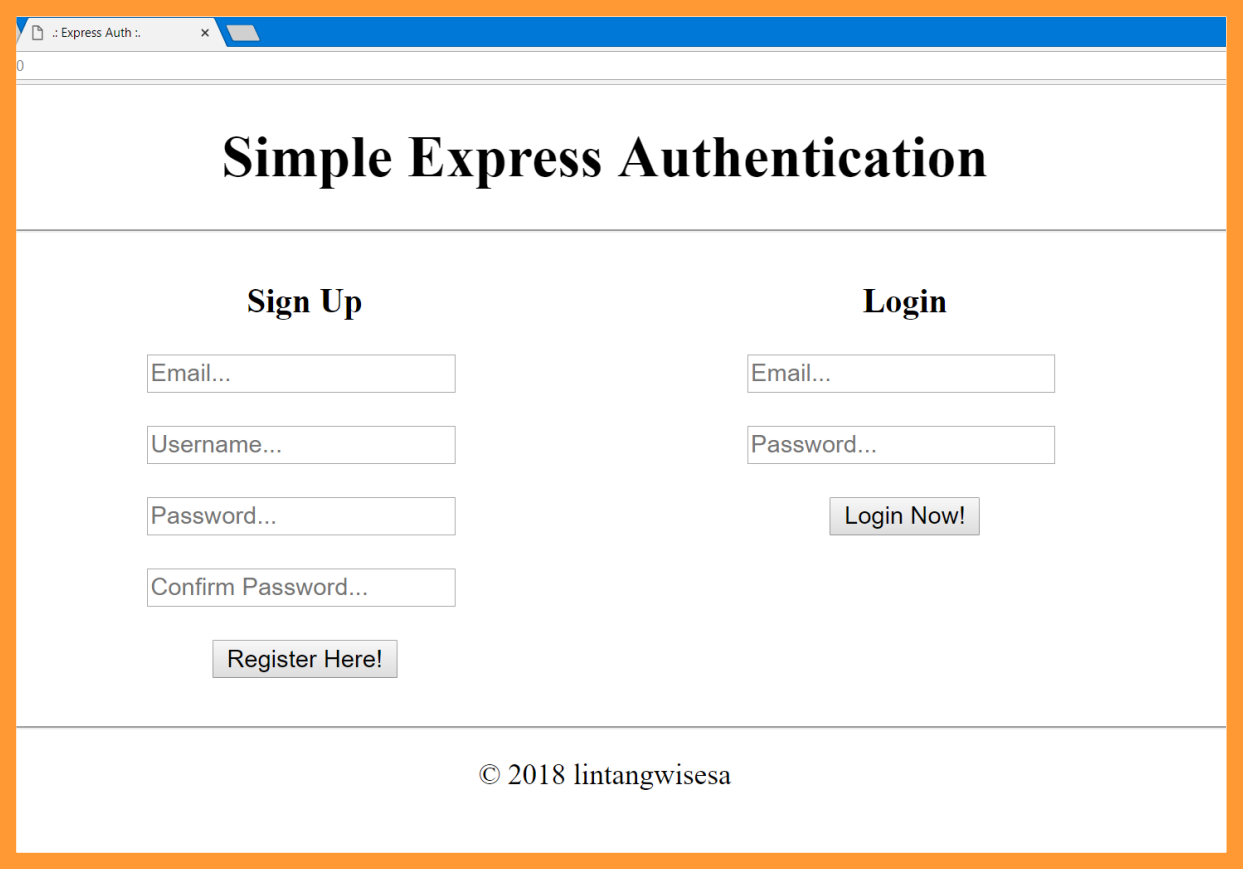 .: Express Auth :.
0
Simple Express Authentication
Sign Up
Email...
Username...
Password...
Confirm Password...
Register Here!
Login
Email...
Password...
Login Now!
© 2018 lintangwisesa